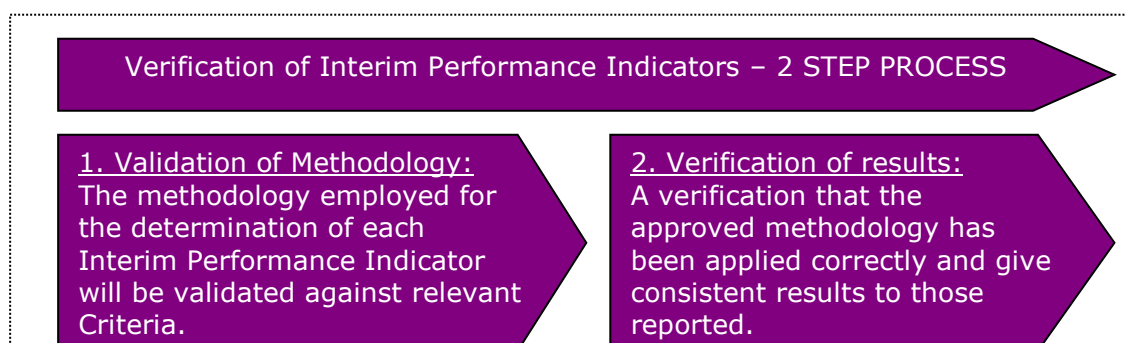 Verification of Interim Performance Indicators – 2 STEP PROCESS
1. Validation of Methodology:
The methodology employed for
the determination of each
Interim Performance Indicator
will be validated against relevant
Criteria.
2. Verification of results:
A verification that the
approved methodology has
been applied correctly and give
consistent results to those
reported.